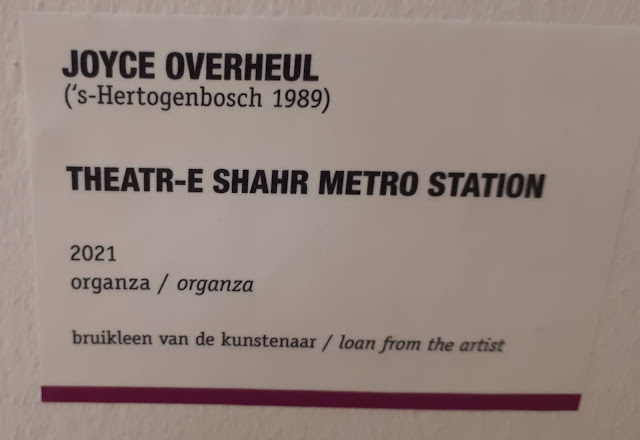 JOYCE OVERHEUL
(‘s-Hertogenbosch 1989)
THEATR-E SHAHR METRO STATION
2021
organza / organza
bruikleen van de kunstenaar / loan from the artist